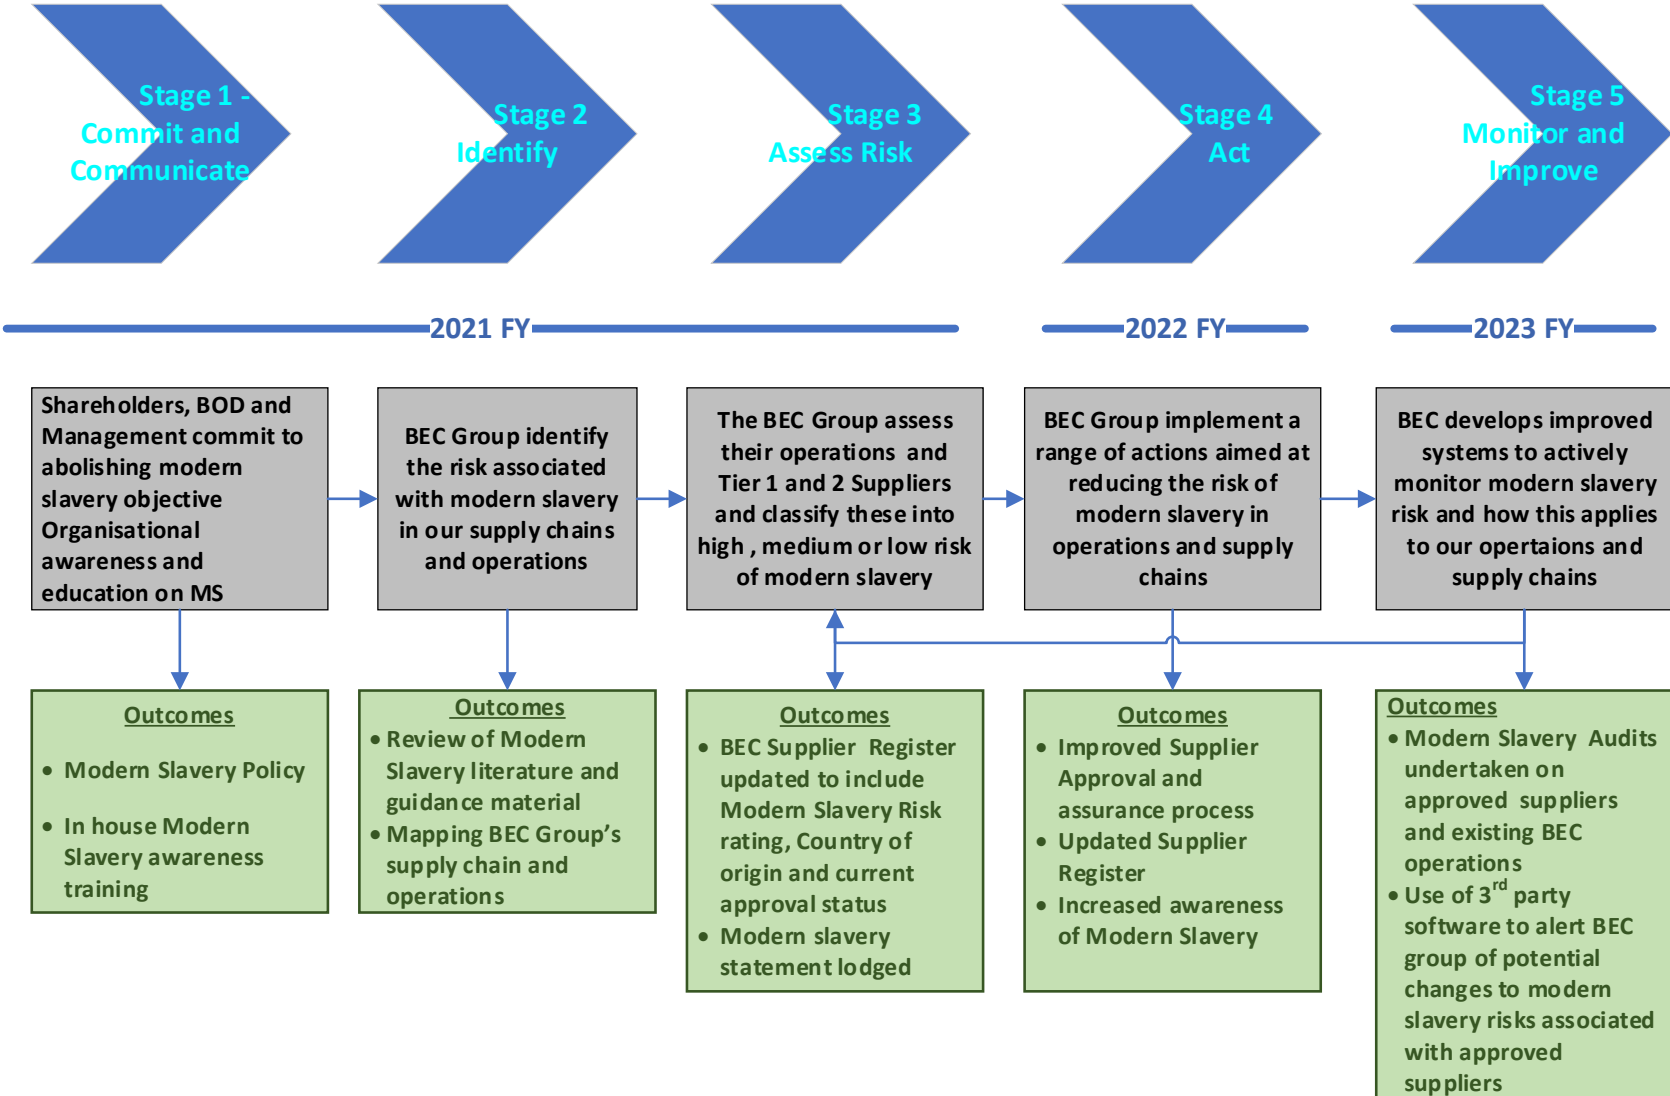 Stage 1 -
Commit and
Communicate
Stage 2
Identify
Stage 3
Assess Risk
Stage 4
Act
Stage 5
Monitor and
Improve
2021 FY
2022 FY
2023 FY
Shareholders, BOD and
Management commit to
abolishing modern
slavery objective
Organisational
awareness and
education on MS
BEC Group identify
the risk associated
with modern slavery
in our supply chains
and operations
The BEC Group assess
their operations and
Tier 1 and 2 Suppliers
and classify these into
high , medium or low risk
of modern slavery
BEC Group implement a
range of actions aimed at
reducing the risk of
modern slavery in
operations and supply
chains
BEC develops improved
systems to actively
monitor modern slavery
risk and how this applies
to our opertaions and
supply chains
Outcomes
• Modern Slavery Policy
• In house Modern
Slavery awareness
training
Outcomes
• Review of Modern
Slavery literature and
guidance material
• Mapping BEC Group’s
supply chain and
operations
Outcomes
• BEC Supplier Register
updated to include
Modern Slavery Risk
rating, Country of
origin and current
approval status
• Modern slavery
statement lodged
Outcomes
• Improved Supplier
Approval and
assurance process
• Updated Supplier
Register
• Increased awareness
of Modern Slavery
Outcomes
• Modern Slavery Audits
undertaken on
approved suppliers
and existing BEC
operations
• Use of 3rd party
software to alert BEC
group of potential
changes to modern
slavery risks associated
with approved
suppliers